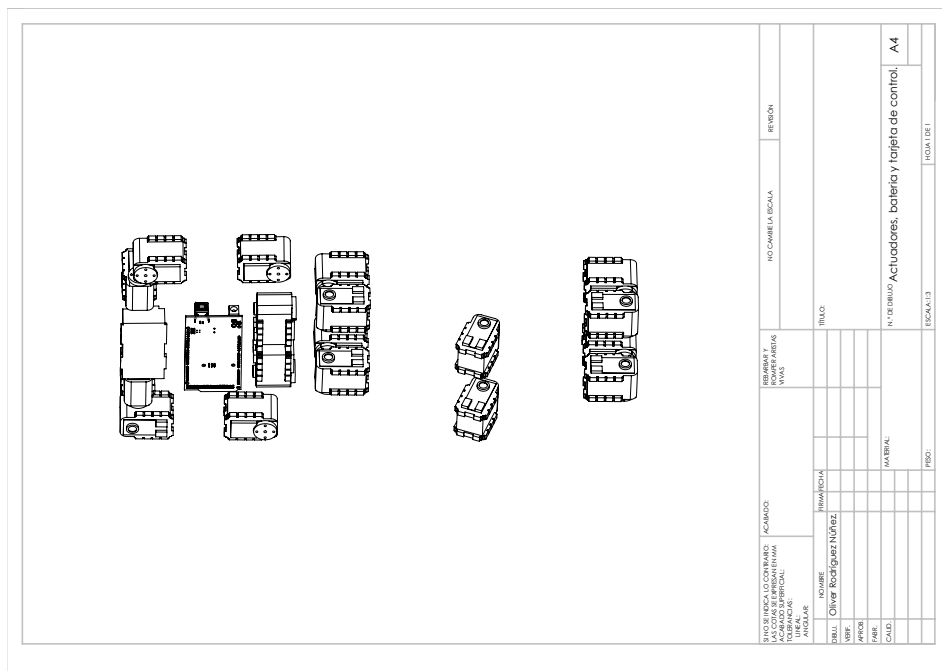 SI NO SE INDICA LO CONTRARIO:
LAS COTAS SE EXPRESAN EN MM
ACABADO SUPERFICIAL:
TOLERANCIAS:
LINEAL:
ANGULAR:
ACABADO:
REBARBAR Y
ROMPER ARISTAS
VIVAS
NO CAMBIE LA ESCALA
REVISIÓN
NOMBRE
FIRMA
FECHA
TÍTULO:
DIBUJ.
Oliver Rodríguez Núñez.
VERIF.
APROB.
FABR.
CALID.
MATERIAL:
N.º DE DIBUJO
Actuadores, batería y tarjeta de control.
A4
PESO:
ESCALA:1:3
HOJA 1 DE 1